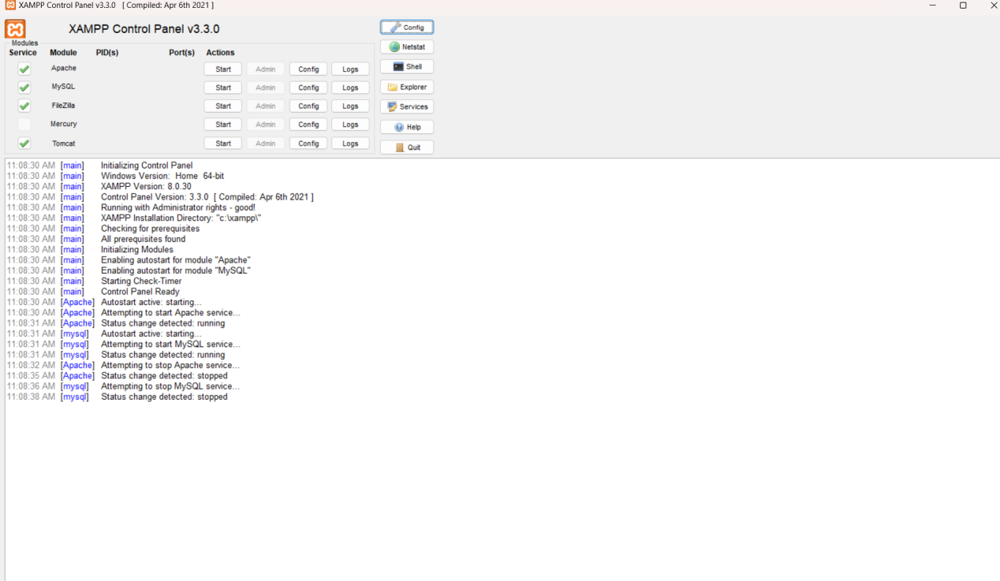 XAMPP Control Panel v3.3.0 [ Compiled: Apr 6th 2021 ]
XAMPP Control Panel v3.3.0
Config
Modules
Service Module PID(s) Port(s) Actions
Netstat
Apache Start Admin Config Logs
Shell
MySQL Start Admin Config Logs
Explorer
FileZilla Start Admin Config Logs
Services
Mercury Start Admin Config Logs
Help
Tomcat Start Admin Config Logs
Quit
11:08:30 AM [main] Initializing Control Panel
11:08:30 AM [main] Windows Version: Home 64-bit
11:08:30 AM [main] XAMPP Version: 8.0.30
11:08:30 AM [main] Control Panel Version: 3.3.0 [ Compiled: Apr 6th 2021 ]
11:08:30 AM [main] Running with Administrator rights - good!
11:08:30 AM [main] XAMPP Installation Directory: "c:\xampp\"
11:08:30 AM [main] Checking for prerequisites
11:08:30 AM [main] All prerequisites found
11:08:30 AM [main] Initializing Modules
11:08:30 AM [main] Enabling autostart for module "Apache"
11:08:30 AM [main] Enabling autostart for module "MySQL"
11:08:30 AM [main] Starting Check-Timer
11:08:30 AM [main] Control Panel Ready
11:08:30 AM [Apache] Autostart active: starting...
11:08:30 AM [Apache] Attempting to start Apache service...
11:08:31 AM [Apache] Status change detected: running
11:08:31 AM [mysql] Autostart active: starting...
11:08:31 AM [mysql] Attempting to start MySQL service...
11:08:31 AM [mysql] Status change detected: running
11:08:32 AM [Apache] Attempting to stop Apache service...
11:08:35 AM [Apache] Status change detected: stopped
11:08:36 AM [mysql] Attempting to stop MySQL service...
11:08:38 AM [mysql] Status change detected: stopped